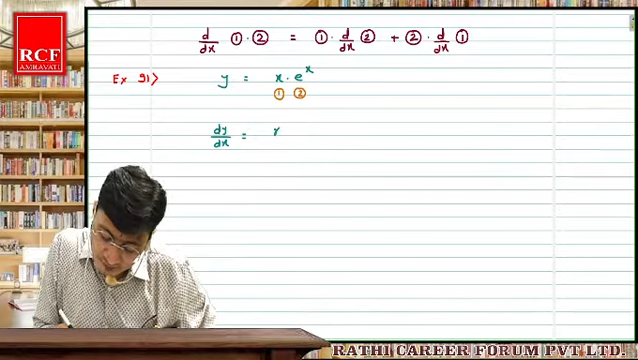 d/dx ①·② = ①·d/dx ② + ②·d/dx ①
RCF
AMRAVATI
Ex 91> y = x·e^x
① ②
dy/dx = x
RATHI CAREER FORUM PVT LTD.